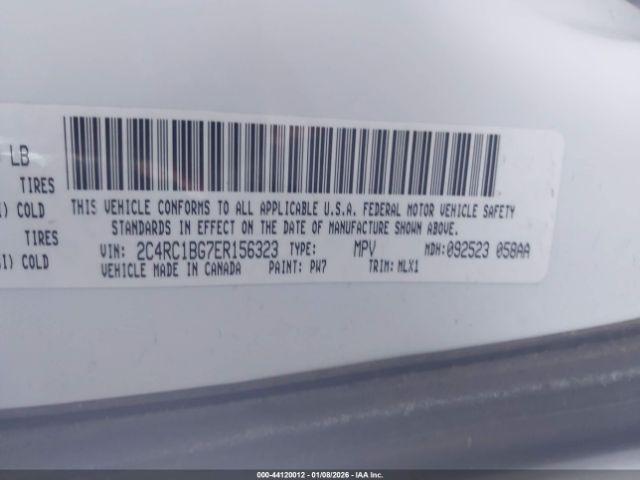 LB
TIRES
COLD
TIRES
COLD
THIS VEHICLE CONFORMS TO ALL APPLICABLE U.S.A. FEDERAL MOTOR VEHICLE SAFETY
STANDARDS IN EFFECT ON THE DATE OF MANUFACTURE SHOWN ABOVE.
VIN: 2C4RC1BG7ER156323 TYPE: MPV MDH:092523 058AA
VEHICLE MADE IN CANADA PAINT: PW7 TRIM: MLX1
000-44120012 - 01/08/2026 - IAA Inc.